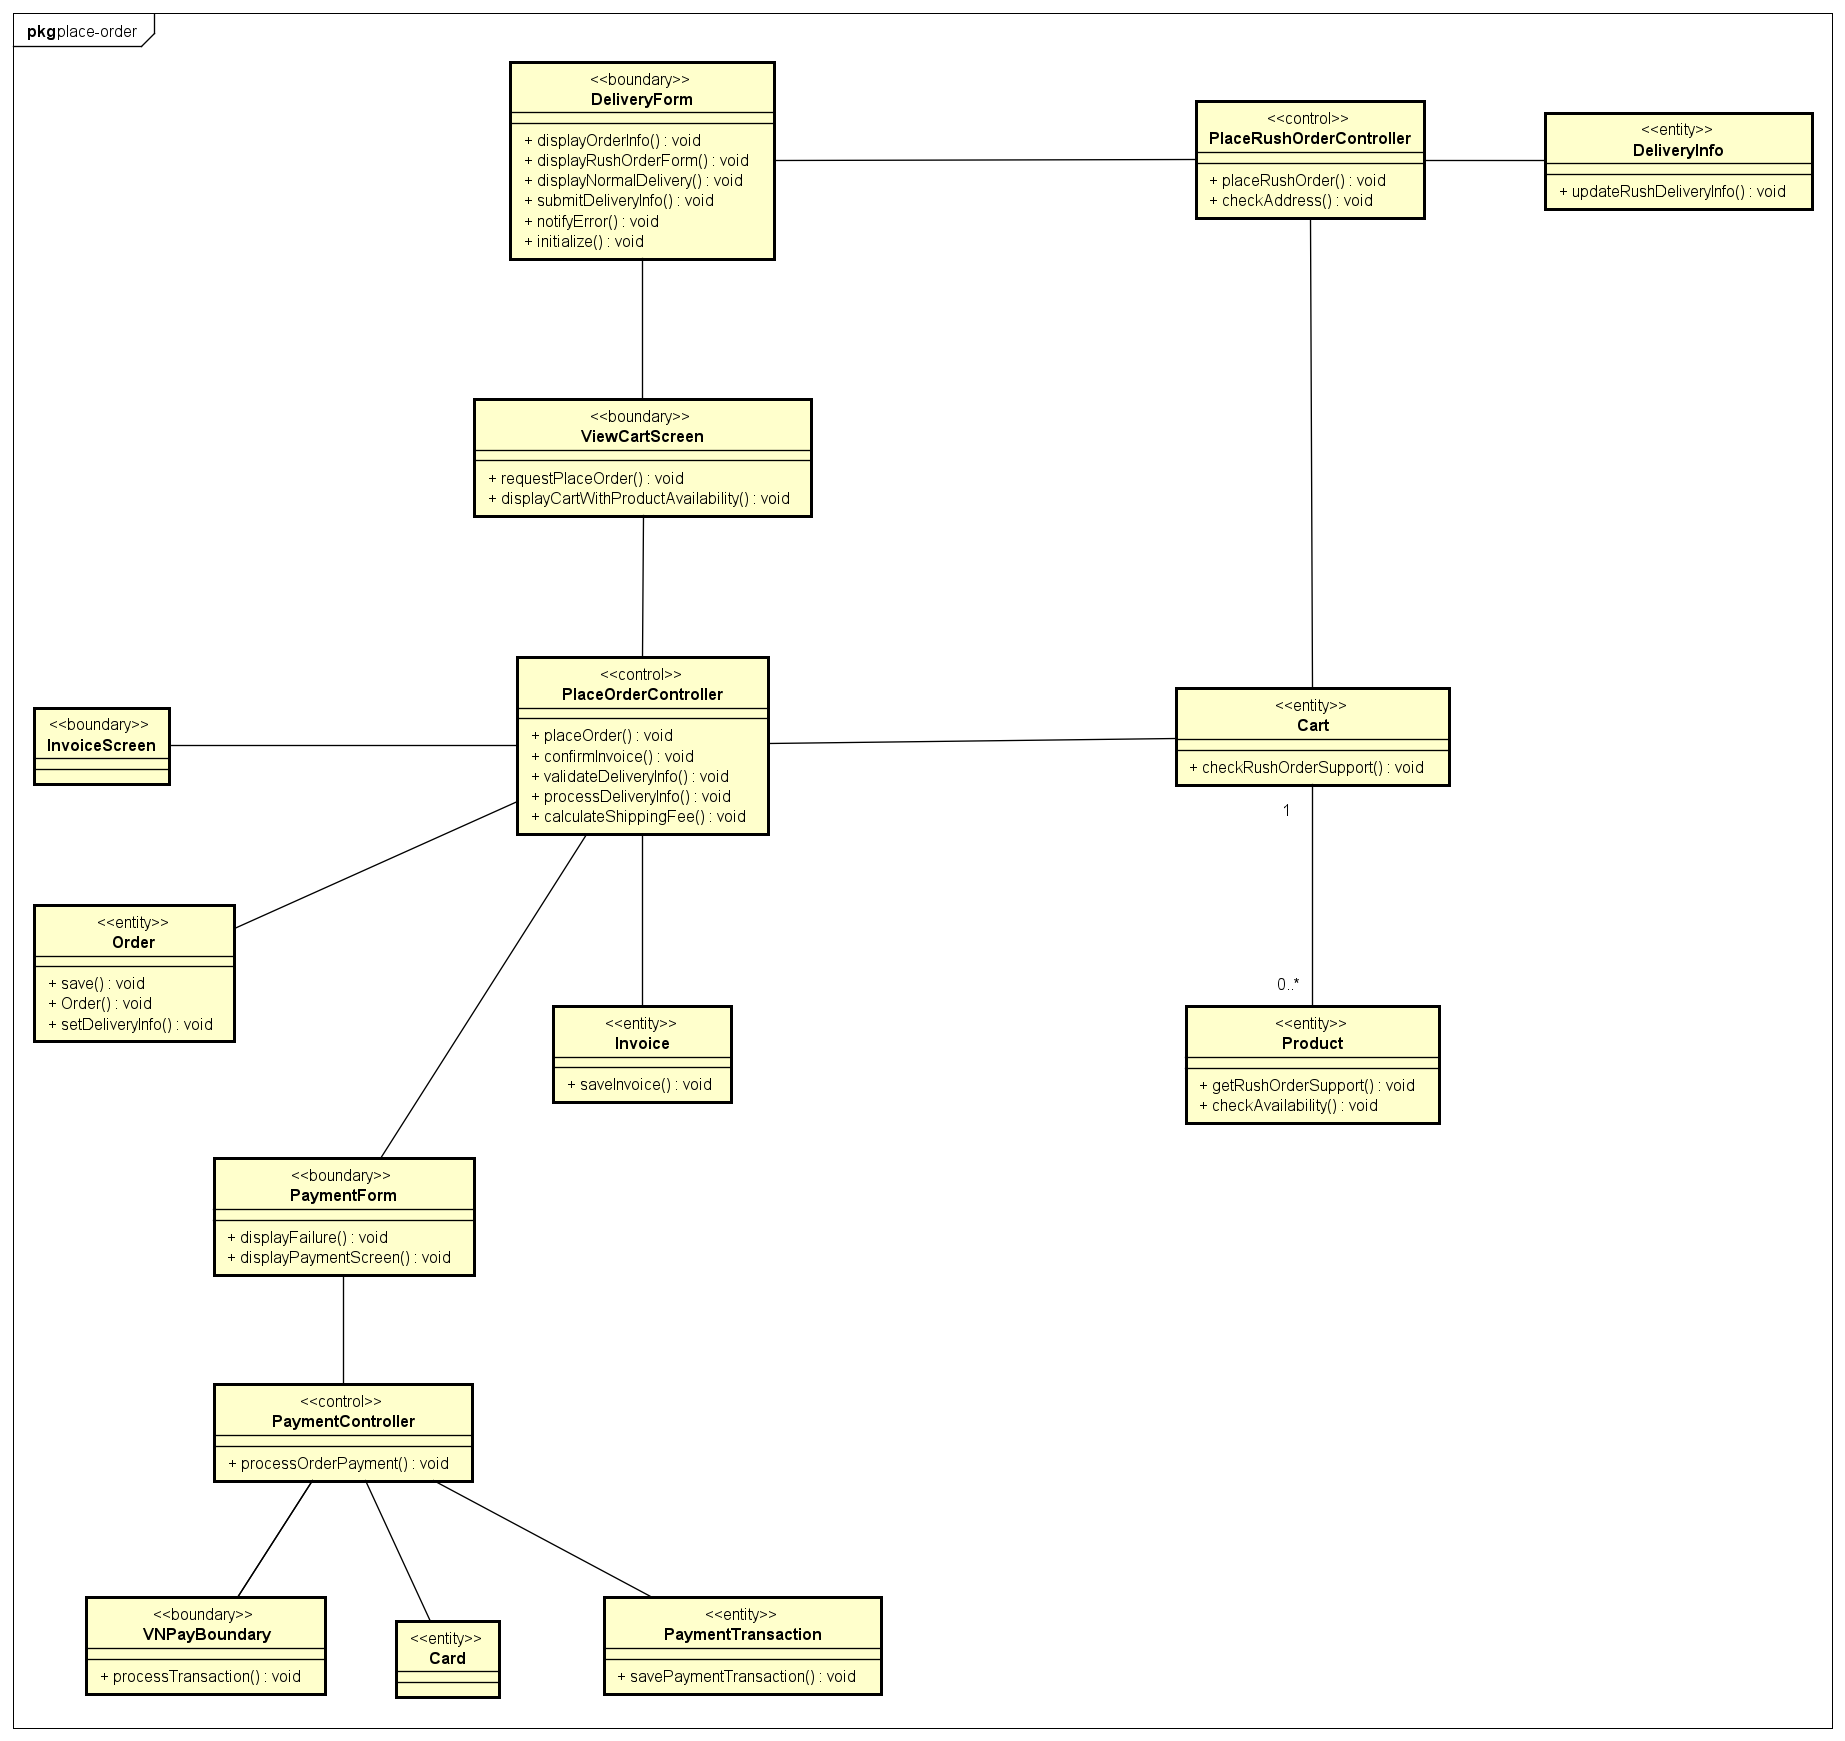 pkg place-order
<<boundary>>
DeliveryForm
+ displayOrderInfo() : void
+ displayRushOrderForm() : void
+ displayNormalDelivery() : void
+ submitDeliveryInfo() : void
+ notifyError() : void
+ initialize() : void
<<control>>
PlaceRushOrderController
+ placeRushOrder() : void
+ checkAddress() : void
<<entity>>
DeliveryInfo
+ updateRushDeliveryInfo() : void
<<boundary>>
ViewCartScreen
+ requestPlaceOrder() : void
+ displayCartWithProductAvailability() : void
<<boundary>>
InvoiceScreen
<<control>>
PlaceOrderController
+ placeOrder() : void
+ confirmInvoice() : void
+ validateDeliveryInfo() : void
+ processDeliveryInfo() : void
+ calculateShippingFee() : void
<<entity>>
Cart
+ checkRushOrderSupport() : void
1
0..*
<<entity>>
Order
+ save() : void
+ Order() : void
+ setDeliveryInfo() : void
<<entity>>
Invoice
+ saveInvoice() : void
<<entity>>
Product
+ getRushOrderSupport() : void
+ checkAvailability() : void
<<boundary>>
PaymentForm
+ displayFailure() : void
+ displayPaymentScreen() : void
<<control>>
PaymentController
+ processOrderPayment() : void
<<boundary>>
VNPayBoundary
+ processTransaction() : void
<<entity>>
Card
<<entity>>
PaymentTransaction
+ savePaymentTransaction() : void